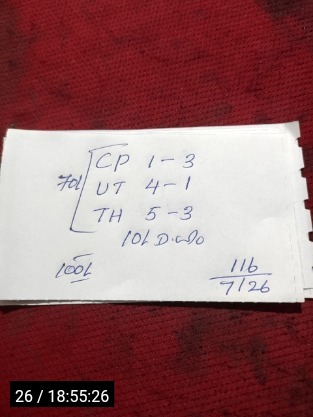 CP 1-3
70L UT 4-1
TH 5-3
10L
100L
116
7/26
26 / 18:55:26